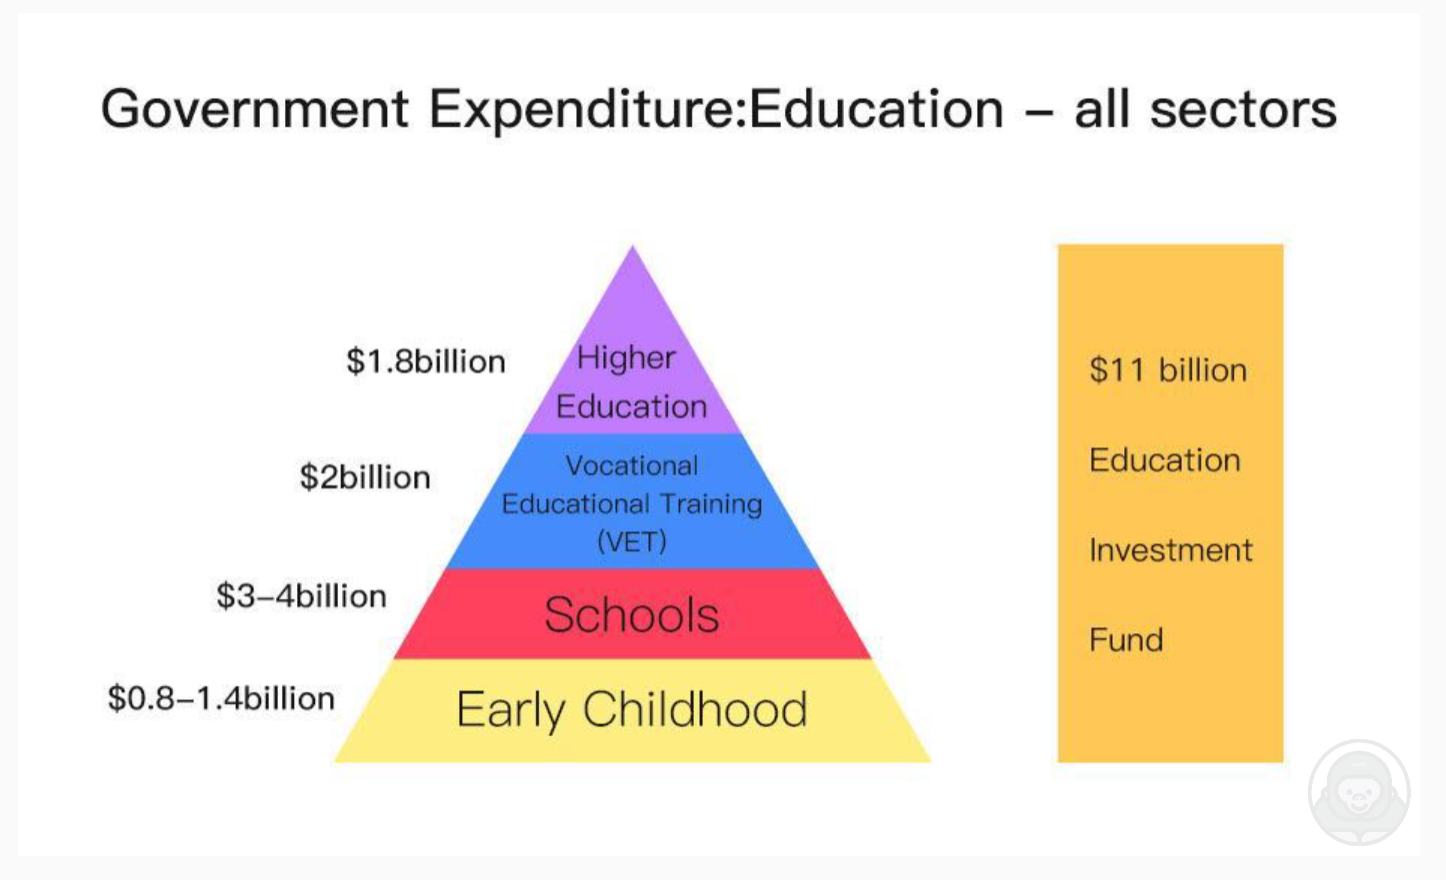 Government Expenditure:Education – all sectors
$1.8billion
Higher
Education
$2billion
Vocational
Educational Training
(VET)
$3–4billion
Schools
$0.8–1.4billion
Early Childhood
$11 billion
Education
Investment
Fund